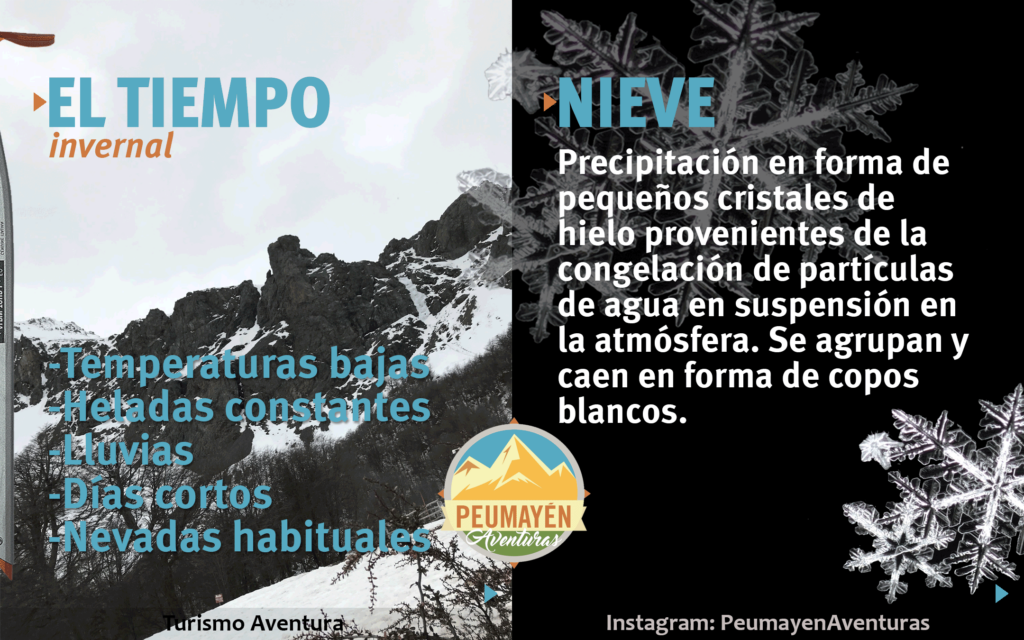 EL TIEMPO
invernal
-Temperaturas bajas
-Heladas constantes
-Lluvias
-Días cortos
-Nevadas habituales
Turismo Aventura
NIEVE
Precipitación en forma de
pequeños cristales de
hielo provenientes de la
congelación de partículas
de agua en suspensión en
la atmósfera. Se agrupan y
caen en forma de copos
blancos.
PEUMAYÉN
Aventuras
Instagram: PeumayenAventuras